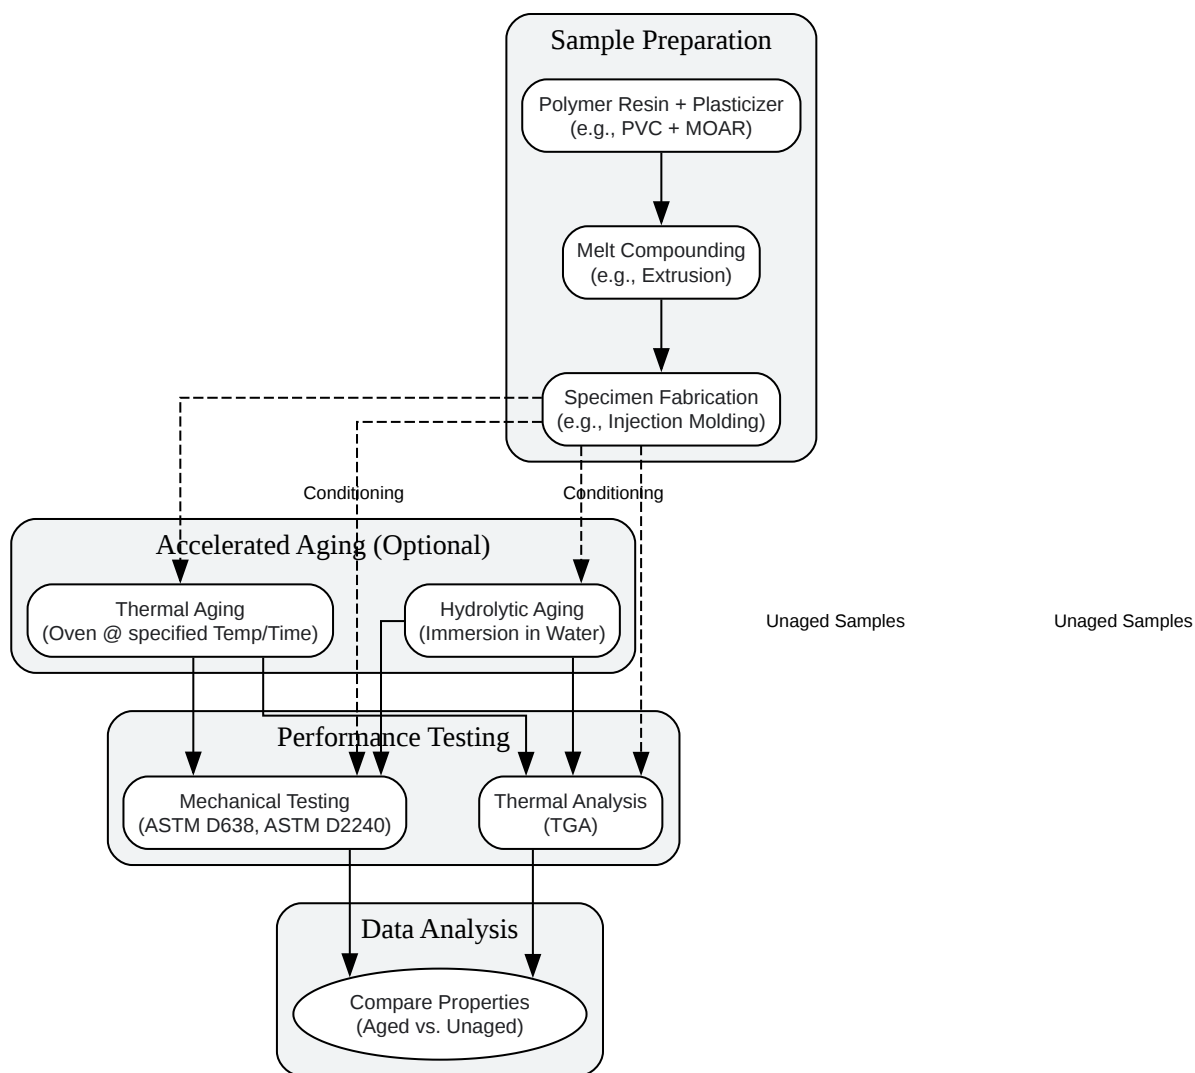 Sample Preparation
Polymer Resin + Plasticizer
(e.g., PVC + MOAR)
Melt Compounding
(e.g., Extrusion)
Specimen Fabrication
(e.g., Injection Molding)
Conditioning
Conditioning
Accelerated Aging (Optional)
Thermal Aging
(Oven @ specified Temp/Time)
Hydrolytic Aging
(Immersion in Water)
Unaged Samples
Unaged Samples
Performance Testing
Mechanical Testing
(ASTM D638, ASTM D2240)
Thermal Analysis
(TGA)
Data Analysis
Compare Properties
(Aged vs. Unaged)